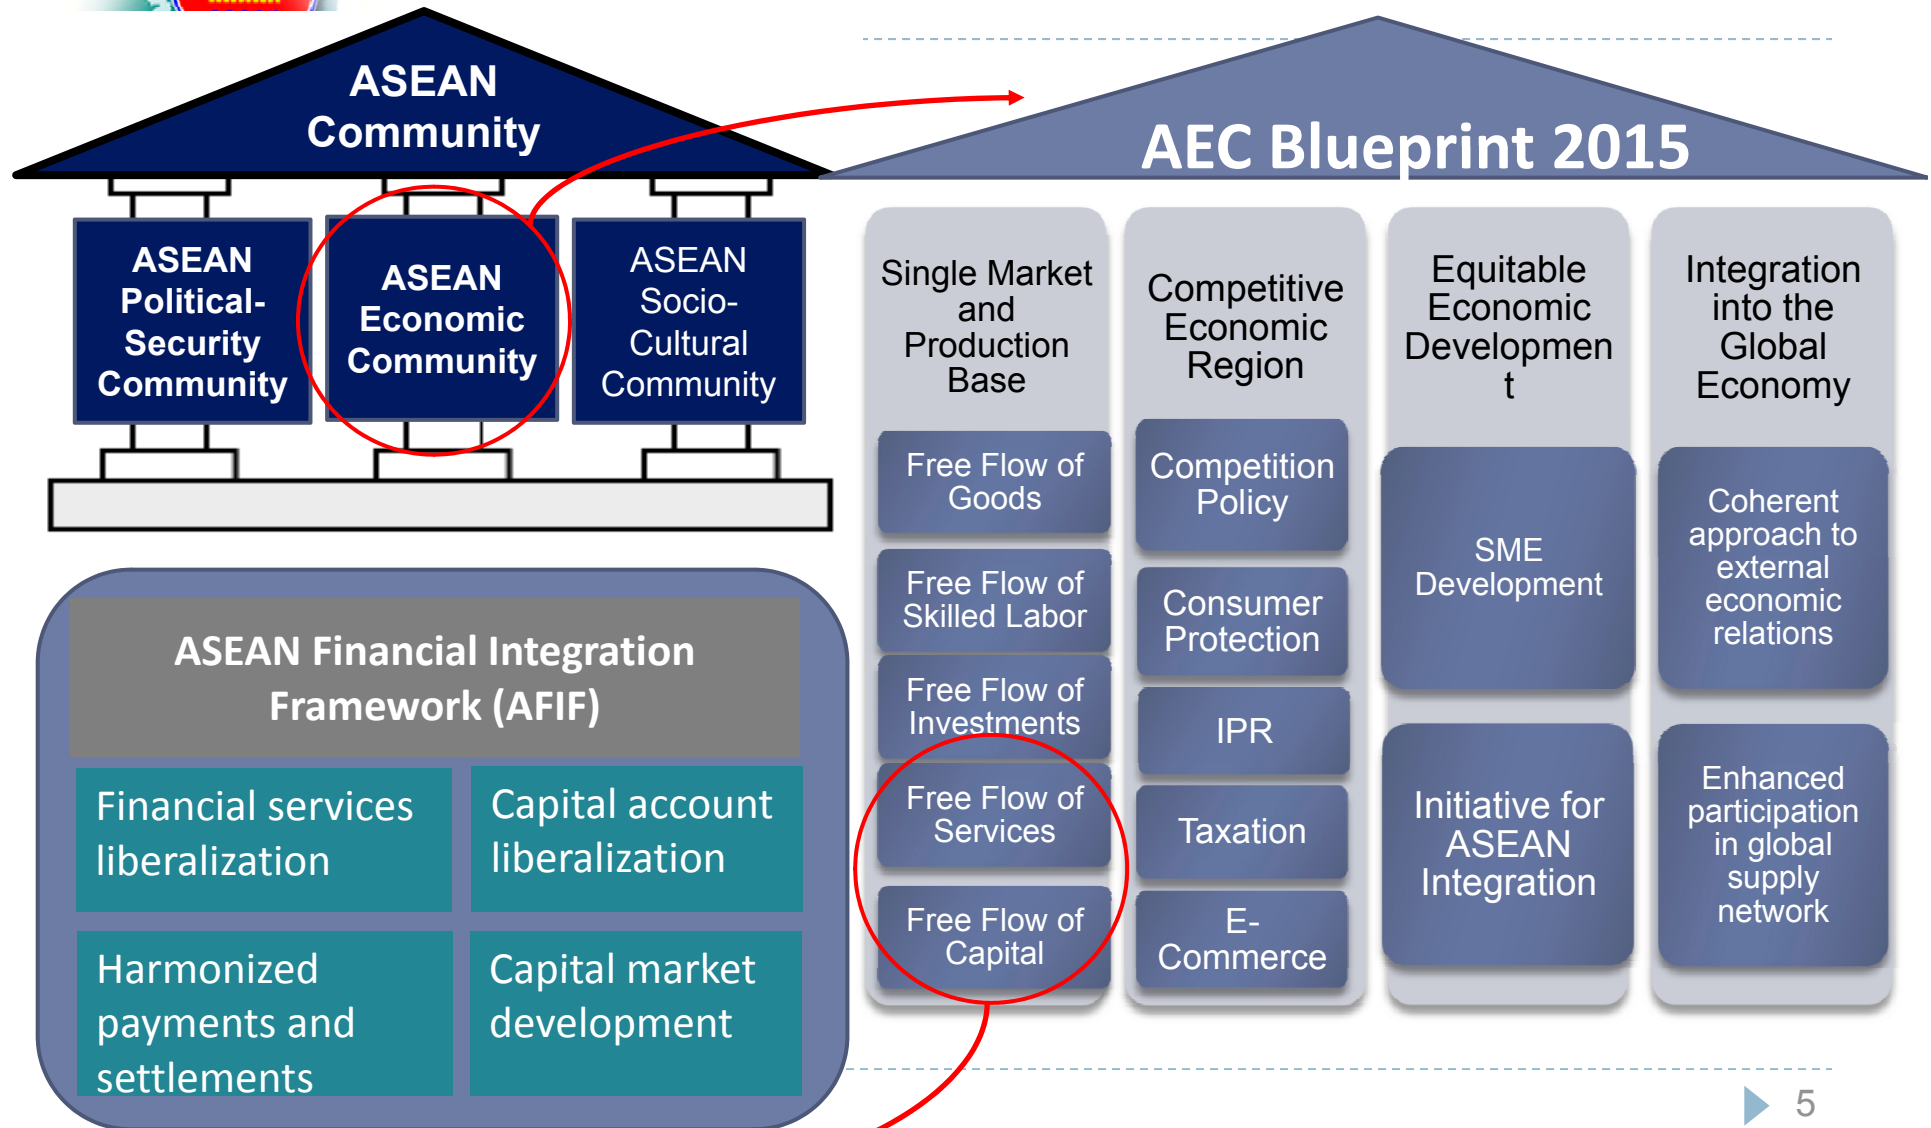 ASEAN
Community
ASEAN
Political-
Security
Community
ASEAN
Economic
Community
ASEAN
Socio-
Cultural
Community
AEC Blueprint 2015
Single Market
and
Production
Base
Free Flow of
Goods
Free Flow of
Skilled Labor
Free Flow of
Investments
Free Flow of
Services
Free Flow of
Capital
Competitive
Economic
Region
Competition
Policy
Consumer
Protection
IPR
Taxation
E-
Commerce
Equitable
Economic
Developmen
t
SME
Development
Initiative for
ASEAN
Integration
Integration
into the
Global
Economy
Coherent
approach to
external
economic
relations
Enhanced
participation
in global
supply
network
ASEAN Financial Integration
Framework (AFIF)
Financial services
liberalization
Capital account
liberalization
Harmonized
payments and
settlements
Capital market
development
5